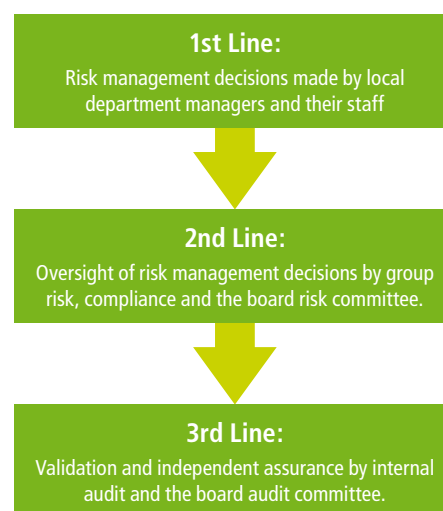 1st Line:
Risk management decisions made by local
department managers and their staff
2nd Line:
Oversight of risk management decisions by group
risk, compliance and the board risk committee.
3rd Line:
Validation and independent assurance by internal
audit and the board audit committee.